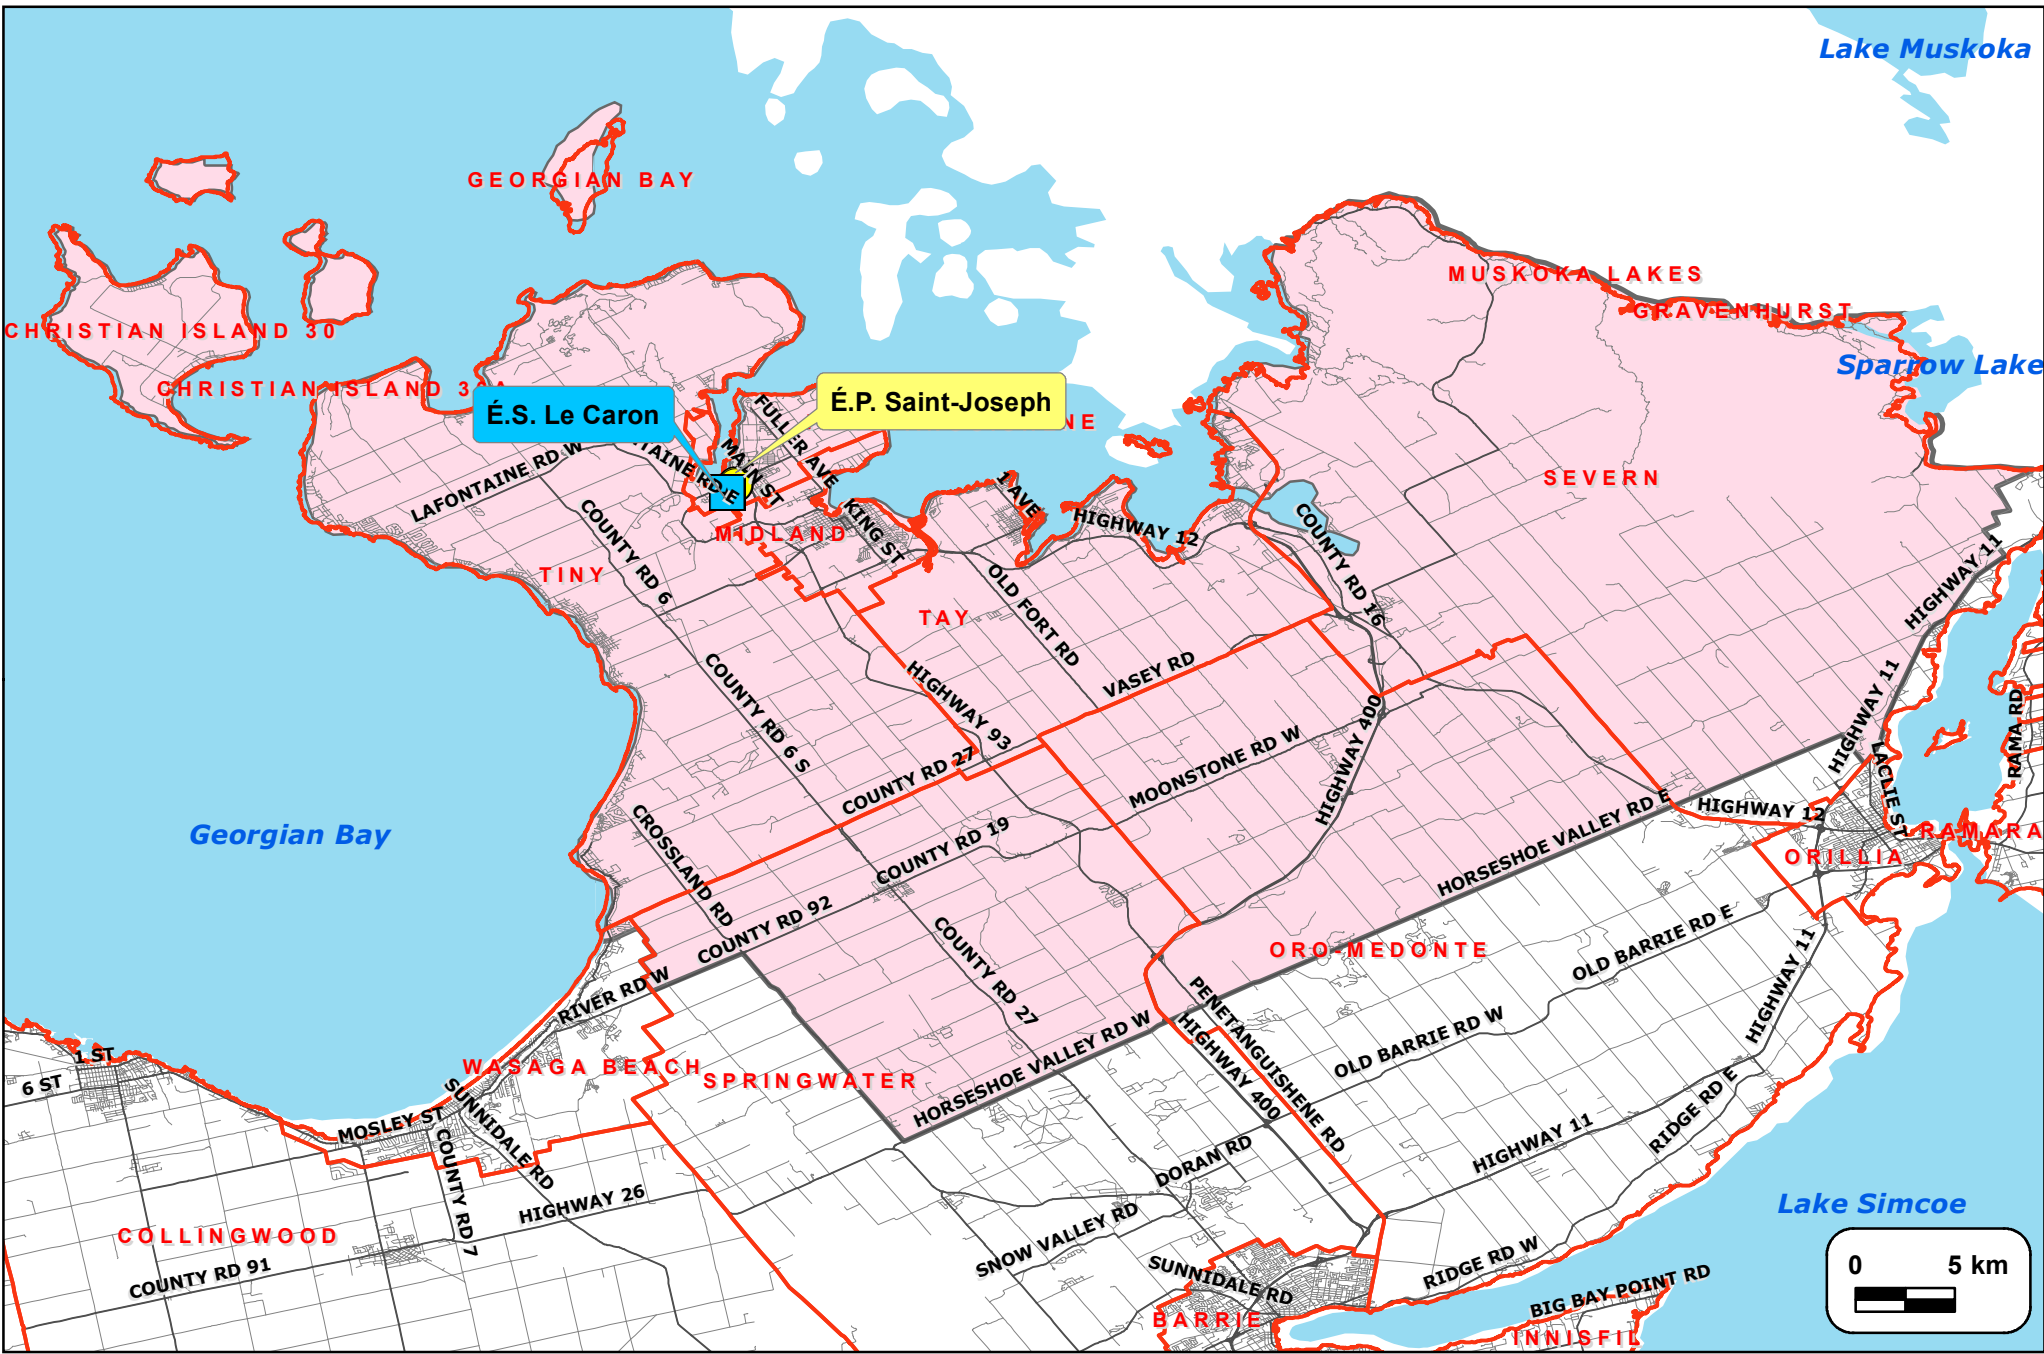 Lake Muskoka
GEORGIAN BAY
MUSKOKA LAKES
GRAVENHURST
CHRISTIAN ISLAND 30
Sparrow Lake
CHRISTIAN ISLAND 30A
É.S. Le Caron
É.P. Saint-Joseph
NE
FULLER AVE
MAIN ST
LAFONTAINE RD W
NTAINE RD E
SEVERN
1 AVE
KING ST
HIGHWAY 12
COUNTY RD 16
MIDLAND
COUNTY RD 6
TINY
OLD FORT RD
HIGHWAY 11
TAY
VASEY RD
COUNTY RD 6 S
HIGHWAY 93
HIGHWAY 400
HIGHWAY 11
RAMA RD
COUNTY RD 27
MOONSTONE RD W
LACLIE ST
Georgian Bay
CROSSLAND RD
COUNTY RD 19
HORSESHOE VALLEY RD E
HIGHWAY 12
RAMARA
ORILLIA
COUNTY RD 92
COUNTY RD 27
ORO-MEDONTE
OLD BARRIE RD E
HIGHWAY 11
RIVER RD W
PENETANGUISHENE RD
HIGHWAY 400
OLD BARRIE RD W
1 ST
6 ST
WASAGA BEACH
SPRINGWATER
HORSESHOE VALLEY RD W
MOSLEY ST
SUNNIDALE RD
COUNTY RD 7
HIGHWAY 11
RIDGE RD E
DORAN RD
HIGHWAY 26
SNOW VALLEY RD
Lake Simcoe
COLLINGWOOD
COUNTY RD 91
SUNNIDALE RD
RIDGE RD W
BIG BAY POINT RD
BARRIE
INNISFIL
0 5 km